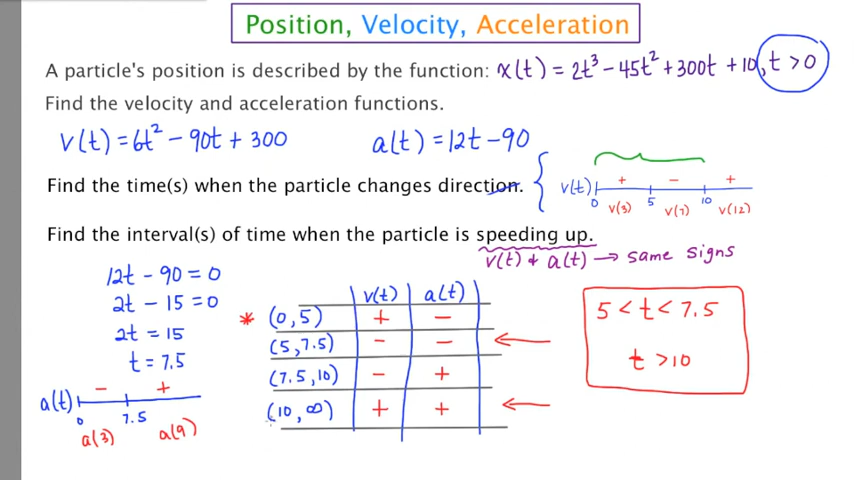 Position, Velocity, Acceleration
A particle's position is described by the function: x(t) = 2t³ - 45t² + 300t + 10, t > 0
Find the velocity and acceleration functions.
v(t) = 6t² - 90t + 300 a(t) = 12t - 90
Find the time(s) when the particle changes direction.
+ - +
v(t)
0 5 10
v(3) v(7) v(12)
Find the interval(s) of time when the particle is speeding up.
v(t) + a(t) → same signs
12t - 90 = 0
2t - 15 = 0
2t = 15
t = 7.5
- +
a(t)
0 7.5
a(3) a(9)
v(t) a(t)
* (0, 5) + -
(5, 7.5) - - ←
(7.5, 10) - +
(10, ∞) + + ←
5 < t < 7.5
t > 10